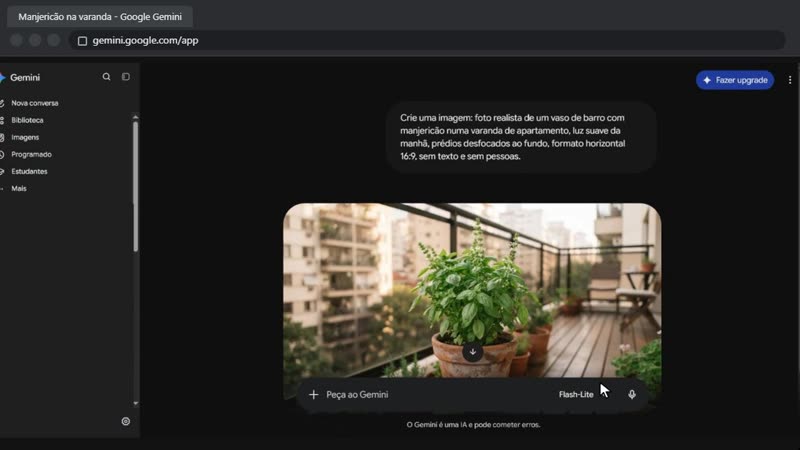 Manjericão na varanda - Google Gemini
gemini.google.com/app
Gemini
Fazer upgrade
Nova conversa
Biblioteca
Imagens
Programado
Estudantes
Mais
Crie uma imagem: foto realista de um vaso de barro com
manjericão numa varanda de apartamento, luz suave da
manhã, prédios desfocados ao fundo, formato horizontal
16:9, sem texto e sem pessoas.
Peça ao Gemini
Flash-Lite
O Gemini é uma IA e pode cometer erros.